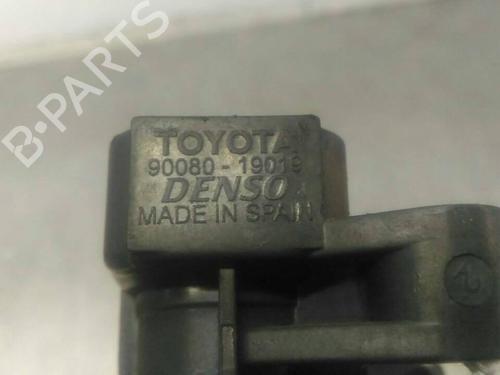 TOYOTA
90080-19019
DENSO
MADE IN SPAIN
B-Parts